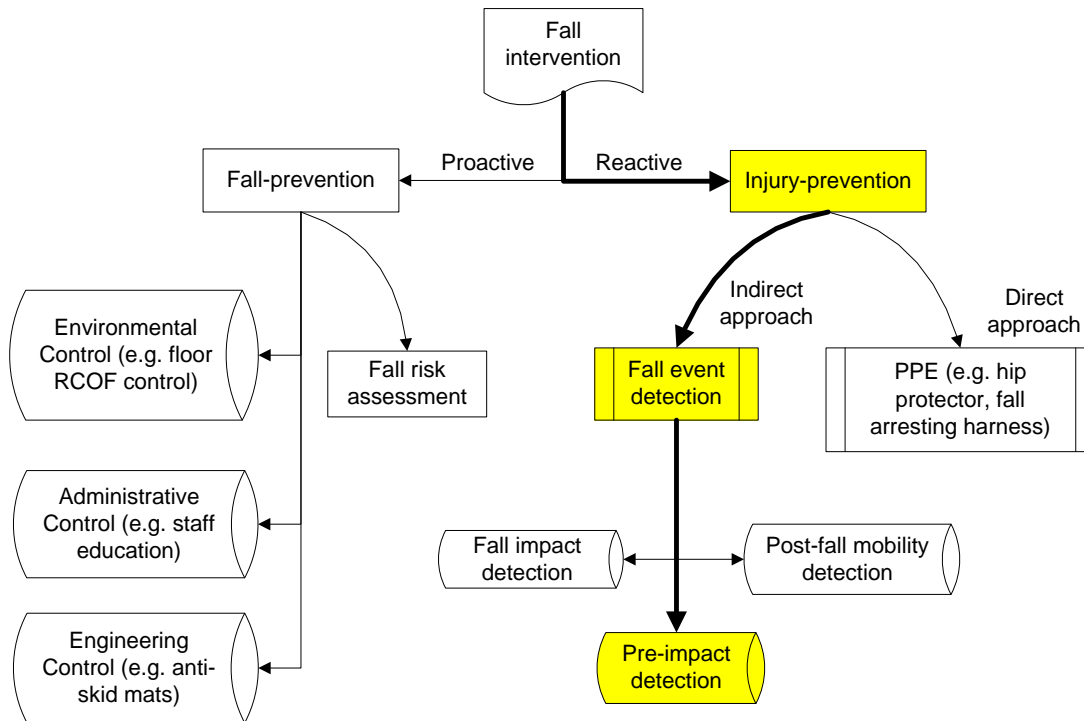 Fall
intervention
Proactive
Reactive
Fall-prevention
Injury-prevention
Indirect
approach
Direct
approach
Environmental
Control (e.g. floor
RCOF control)
Fall risk
assessment
Fall event
detection
PPE (e.g. hip
protector, fall
arresting harness)
Administrative
Control (e.g. staff
education)
Fall impact
detection
Post-fall mobility
detection
Engineering
Control (e.g. anti-
skid mats)
Pre-impact
detection